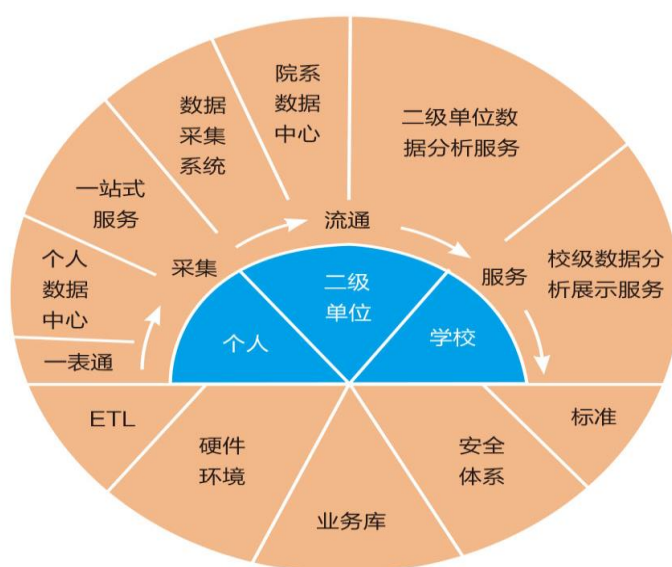 院系
数据
中心
数据
采集
系统
二级单位数
据分析服务
一站式
服务
流通
个人
数据
中心
采集
服务
校级数据分
析展示服务
二级
单位
个人
学校
一表通
ETL
硬件
环境
业务库
安全
体系
标准